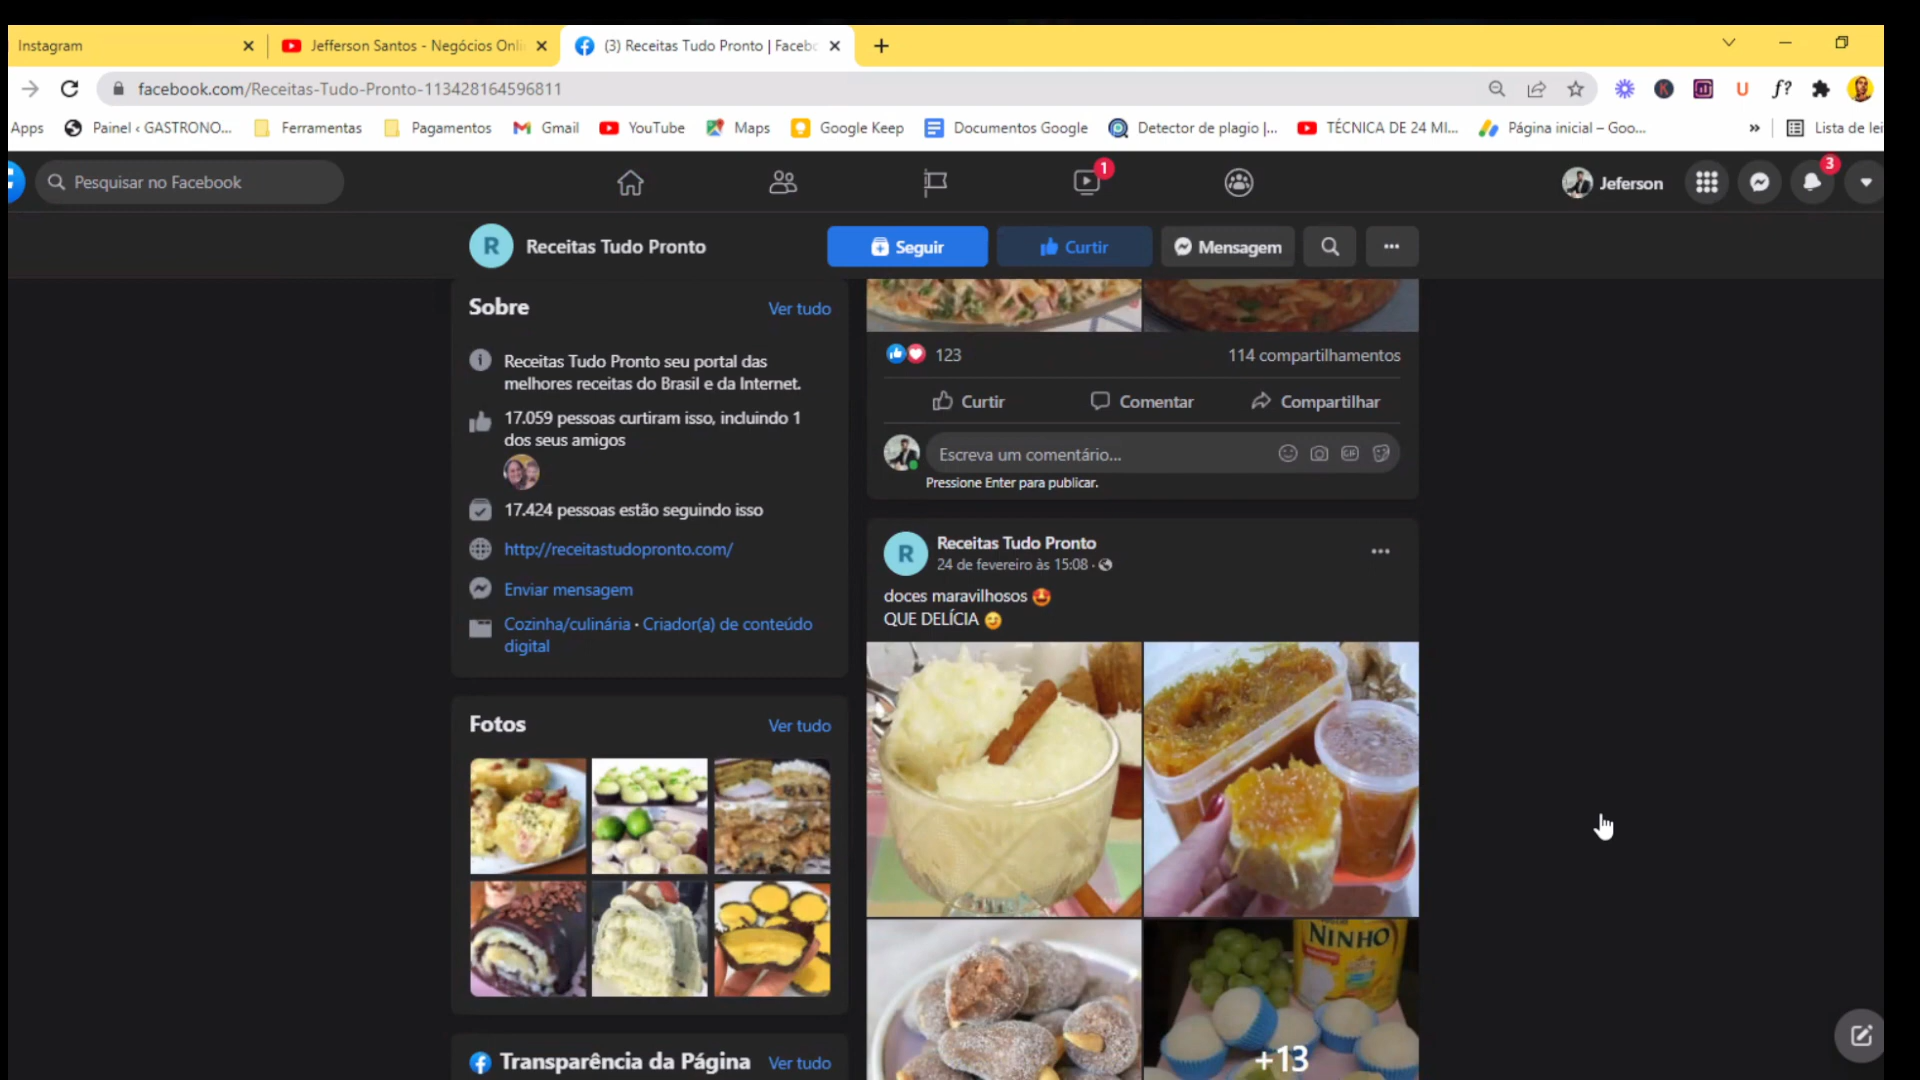 Instagram
Jefferson Santos - Negócios Onli
(3) Receitas Tudo Pronto | Facebo
facebook.com/Receitas-Tudo-Pronto-113428164596811
U
f?
Apps
Painel ‹ GASTRONO...
Ferramentas
Pagamentos
Gmail
YouTube
Maps
Google Keep
Documentos Google
Detector de plagio |...
TÉCNICA DE 24 MI...
Página inicial – Goo...
»
Lista de lei
Pesquisar no Facebook
1
Jeferson
3
R
Receitas Tudo Pronto
Seguir
Curtir
Mensagem
Sobre
Ver tudo
Receitas Tudo Pronto seu portal das
melhores receitas do Brasil e da Internet.
17.059 pessoas curtiram isso, incluindo 1
dos seus amigos
17.424 pessoas estão seguindo isso
http://receitastudopronto.com/
Enviar mensagem
Cozinha/culinária · Criador(a) de conteúdo
digital
Fotos
Ver tudo
Transparência da Página
Ver tudo
123
114 compartilhamentos
Curtir
Comentar
Compartilhar
Escreva um comentário...
GIF
Pressione Enter para publicar.
R
Receitas Tudo Pronto
24 de fevereiro às 15:08 ·
doces maravilhosos 🤩
QUE DELÍCIA 😋
NINHO
+13